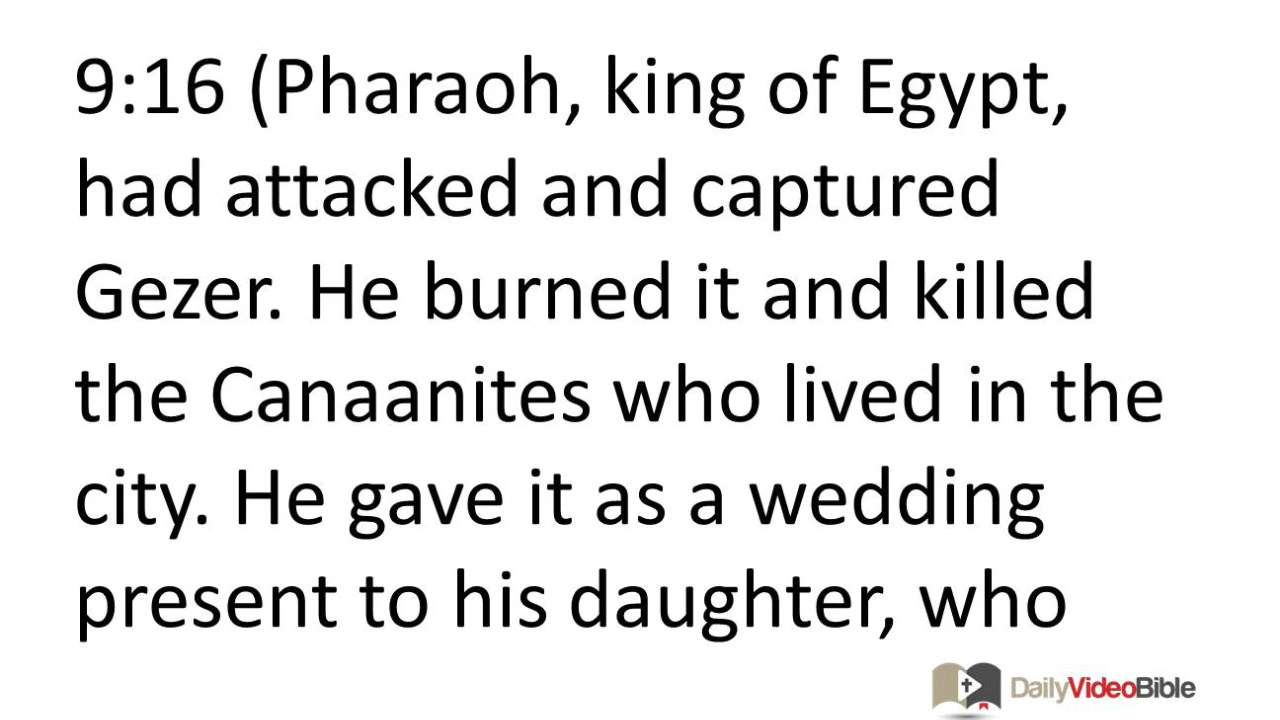 9:16 (Pharaoh, king of Egypt,
had attacked and captured
Gezer. He burned it and killed
the Canaanites who lived in the
city. He gave it as a wedding
present to his daughter, who
DailyVideoBible